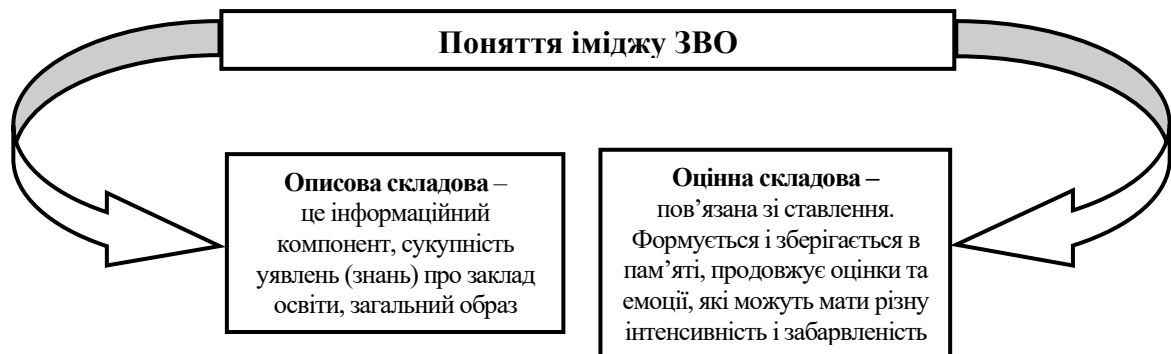 Поняття іміджу ЗВО
Описова складова –
це інформаційний
компонент, сукупність
уявлень (знань) про заклад
освіти, загальний образ
Оцінна складова –
пов’язана зі ставлення.
Формується і зберігається в
пам’яті, продовжує оцінки та
емоції, які можуть мати різну
інтенсивність і забарвленість